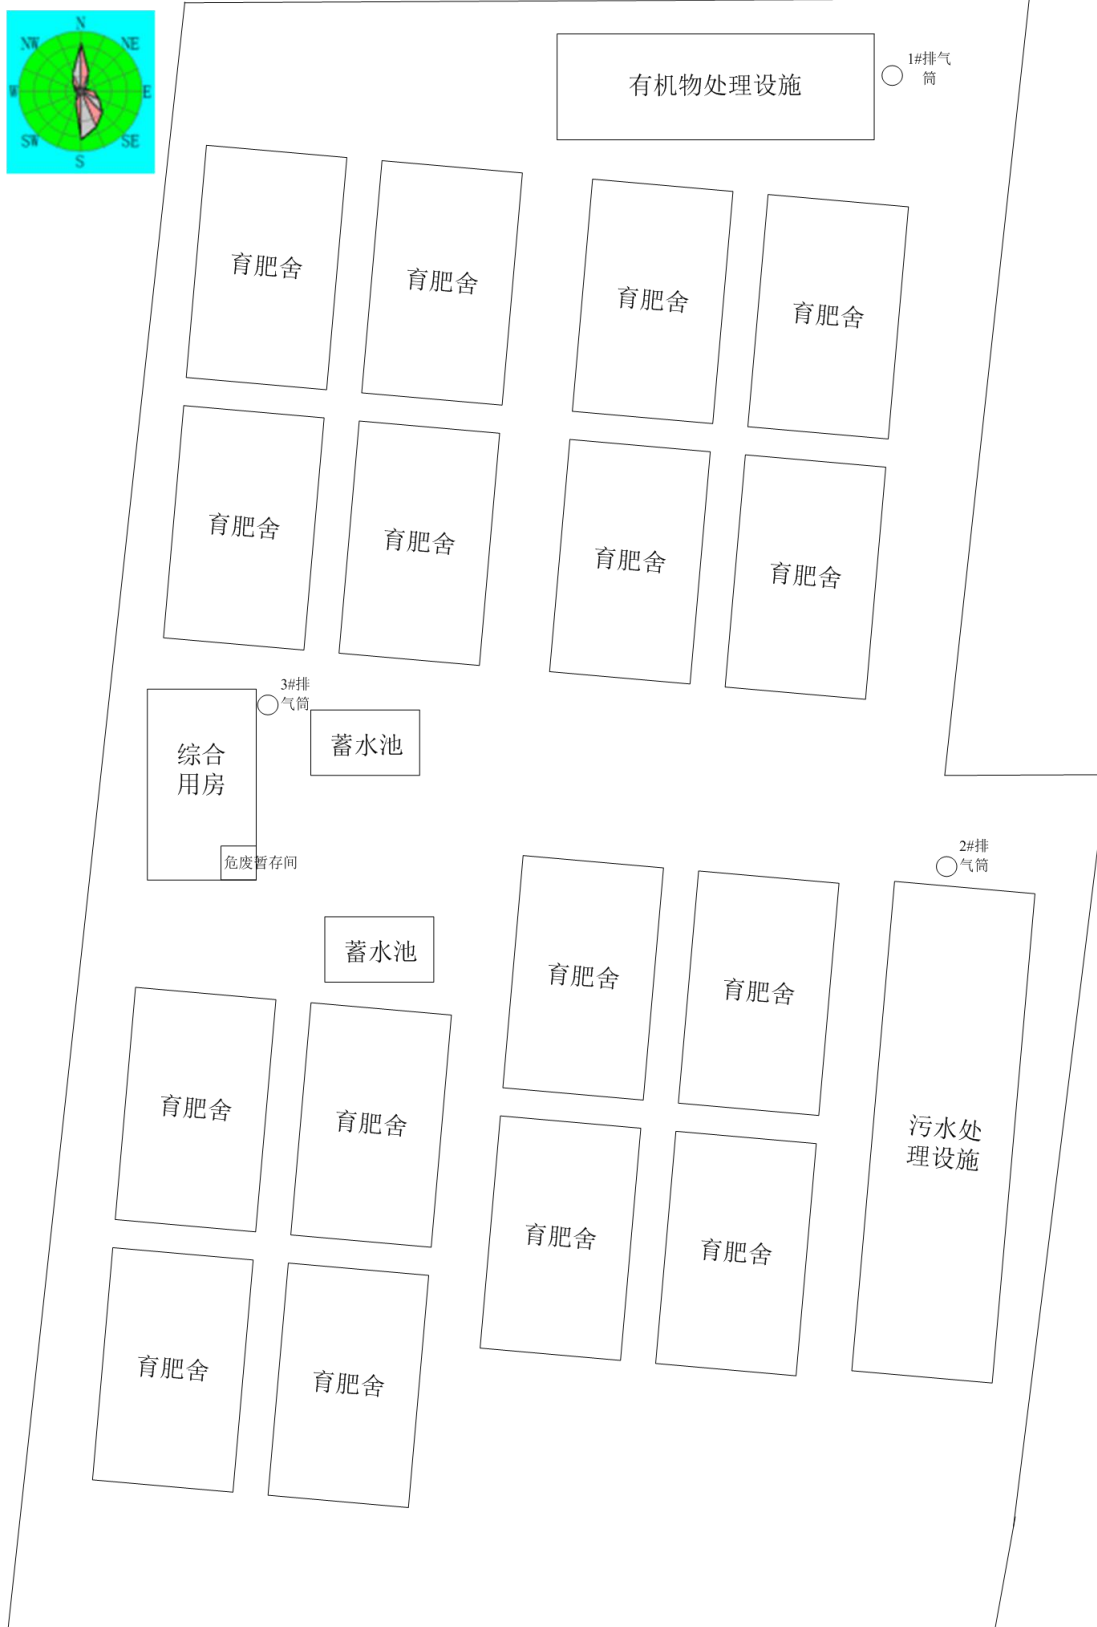 N
NW
NE
W
E
SW
SE
S
1#排气
筒
有机物处理设施
育肥舍
育肥舍
育肥舍
育肥舍
育肥舍
育肥舍
育肥舍
育肥舍
3#排
气筒
综合
用房
蓄水池
危废暂存间
2#排
气筒
蓄水池
育肥舍
育肥舍
育肥舍
育肥舍
污水处
理设施
育肥舍
育肥舍
育肥舍
育肥舍